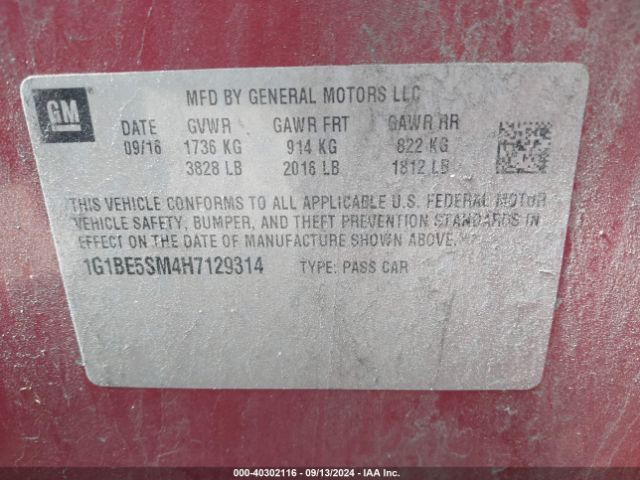 GM
MFD BY GENERAL MOTORS LLC
DATE GVWR GAWR FRT GAWR RR
09/16 1736 KG 914 KG 822 KG
3828 LB 2016 LB 1812 LB
THIS VEHICLE CONFORMS TO ALL APPLICABLE U.S. FEDERAL MOTOR
VEHICLE SAFETY, BUMPER, AND THEFT PREVENTION STANDARDS IN
EFFECT ON THE DATE OF MANUFACTURE SHOWN ABOVE.
1G1BE5SM4H7129314 TYPE: PASS CAR
000-40302116 - 09/13/2024 - IAA Inc.